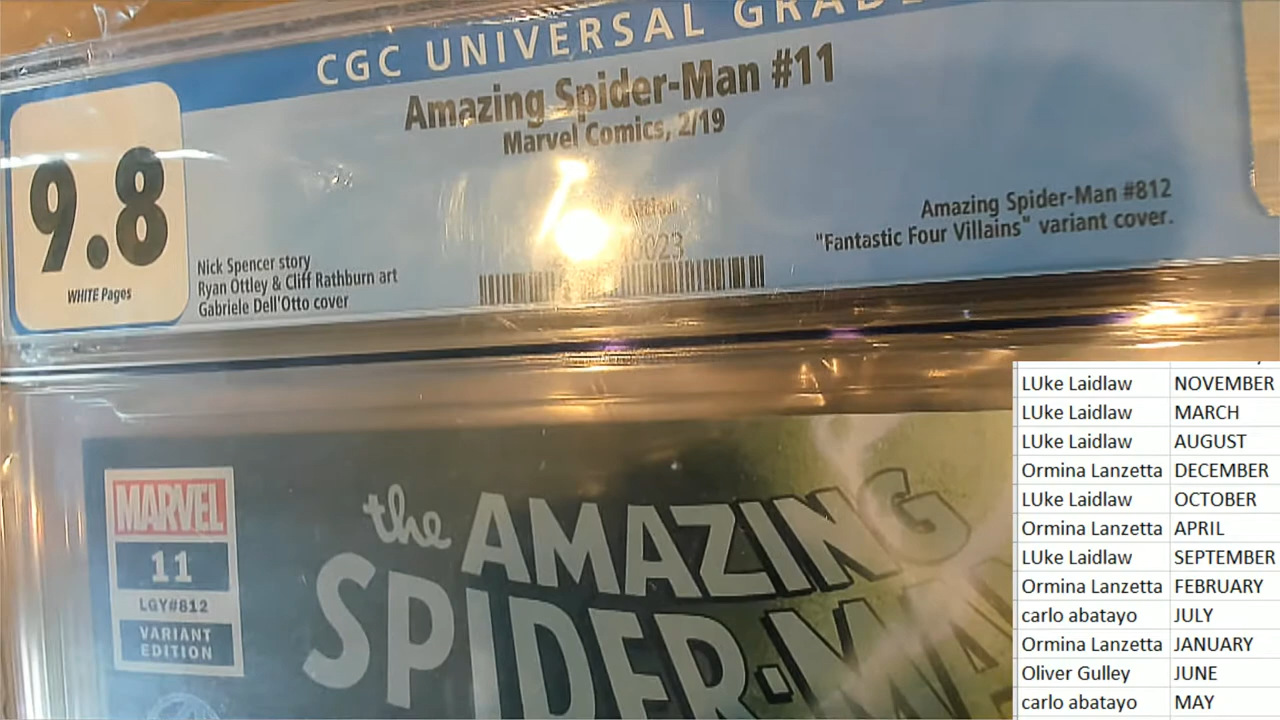 CGC UNIVERSAL GRADE
Amazing Spider-Man #11
Marvel Comics, 2/19
9.8
WHITE Pages
Nick Spencer story
Ryan Ottley & Cliff Rathburn art
Gabriele Dell'Otto cover
0023
Amazing Spider-Man #812
"Fantastic Four Villains" variant cover.
MARVEL
11
LGY#812
VARIANT
EDITION
the AMAZING
SPIDER-MA
LUke Laidlaw NOVEMBER
LUke Laidlaw MARCH
LUke Laidlaw AUGUST
Ormina Lanzetta DECEMBER
LUke Laidlaw OCTOBER
Ormina Lanzetta APRIL
LUke Laidlaw SEPTEMBER
Ormina Lanzetta FEBRUARY
carlo abatayo JULY
Ormina Lanzetta JANUARY
Oliver Gulley JUNE
carlo abatayo MAY